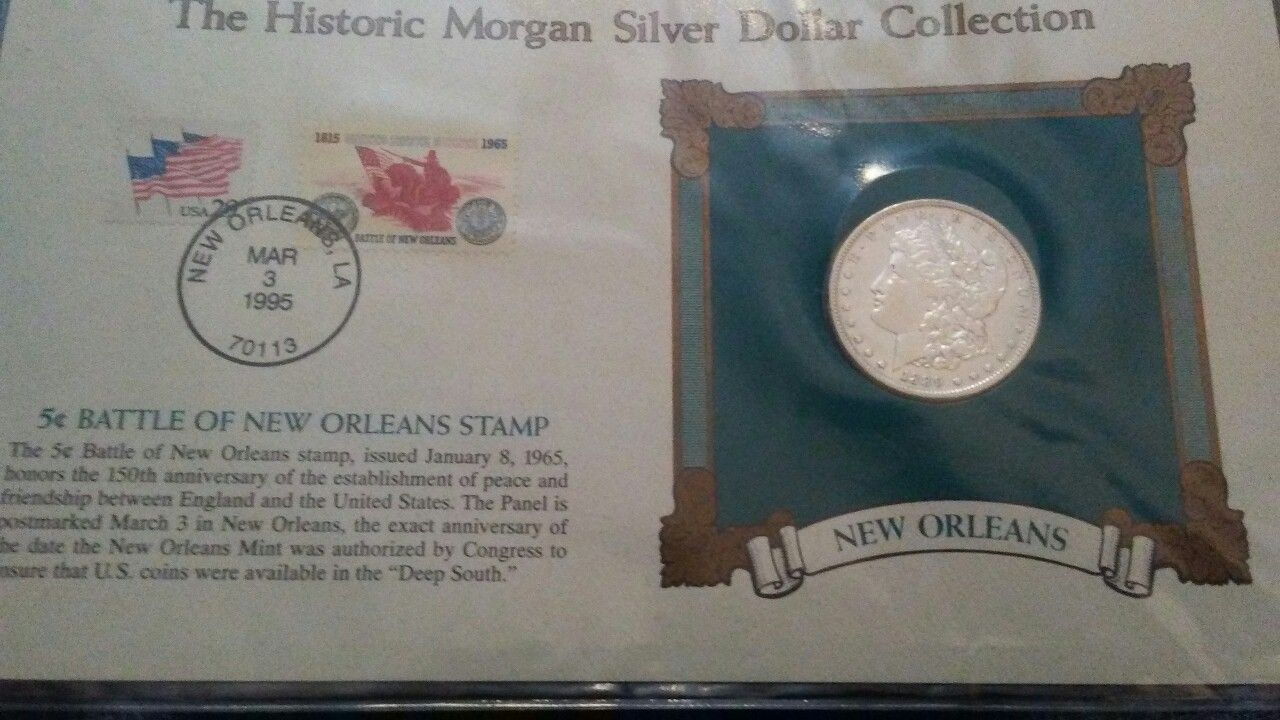 The Historic Morgan Silver Dollar Collection
1815
1965
USA
BATTLE OF NEW ORLEANS
NEW ORLEANS, LA
MAR
3
1995
70113
5¢ BATTLE OF NEW ORLEANS STAMP
The 5¢ Battle of New Orleans stamp, issued January 8, 1965,
honors the 150th anniversary of the establishment of peace and
friendship between England and the United States. The Panel is
postmarked March 3 in New Orleans, the exact anniversary of
the date the New Orleans Mint was authorized by Congress to
nsure that U.S. coins were available in the “Deep South.”
NEW ORLEANS